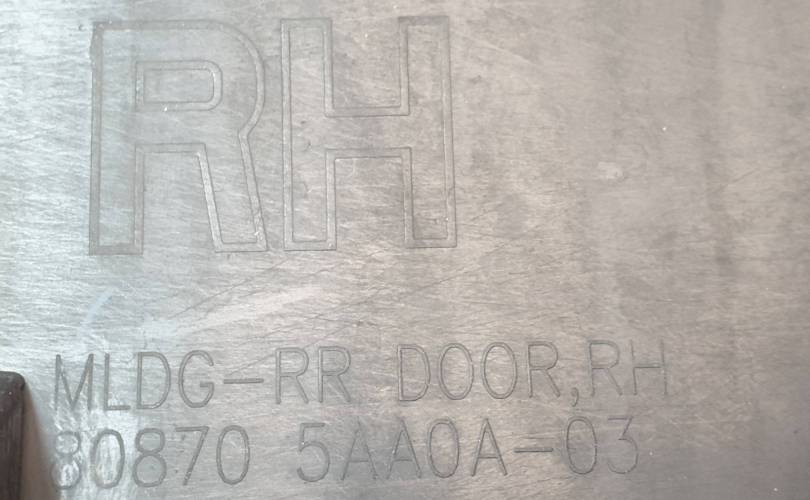 RH
MLDG-RR DOOR,RH
80870 5AA0A-03